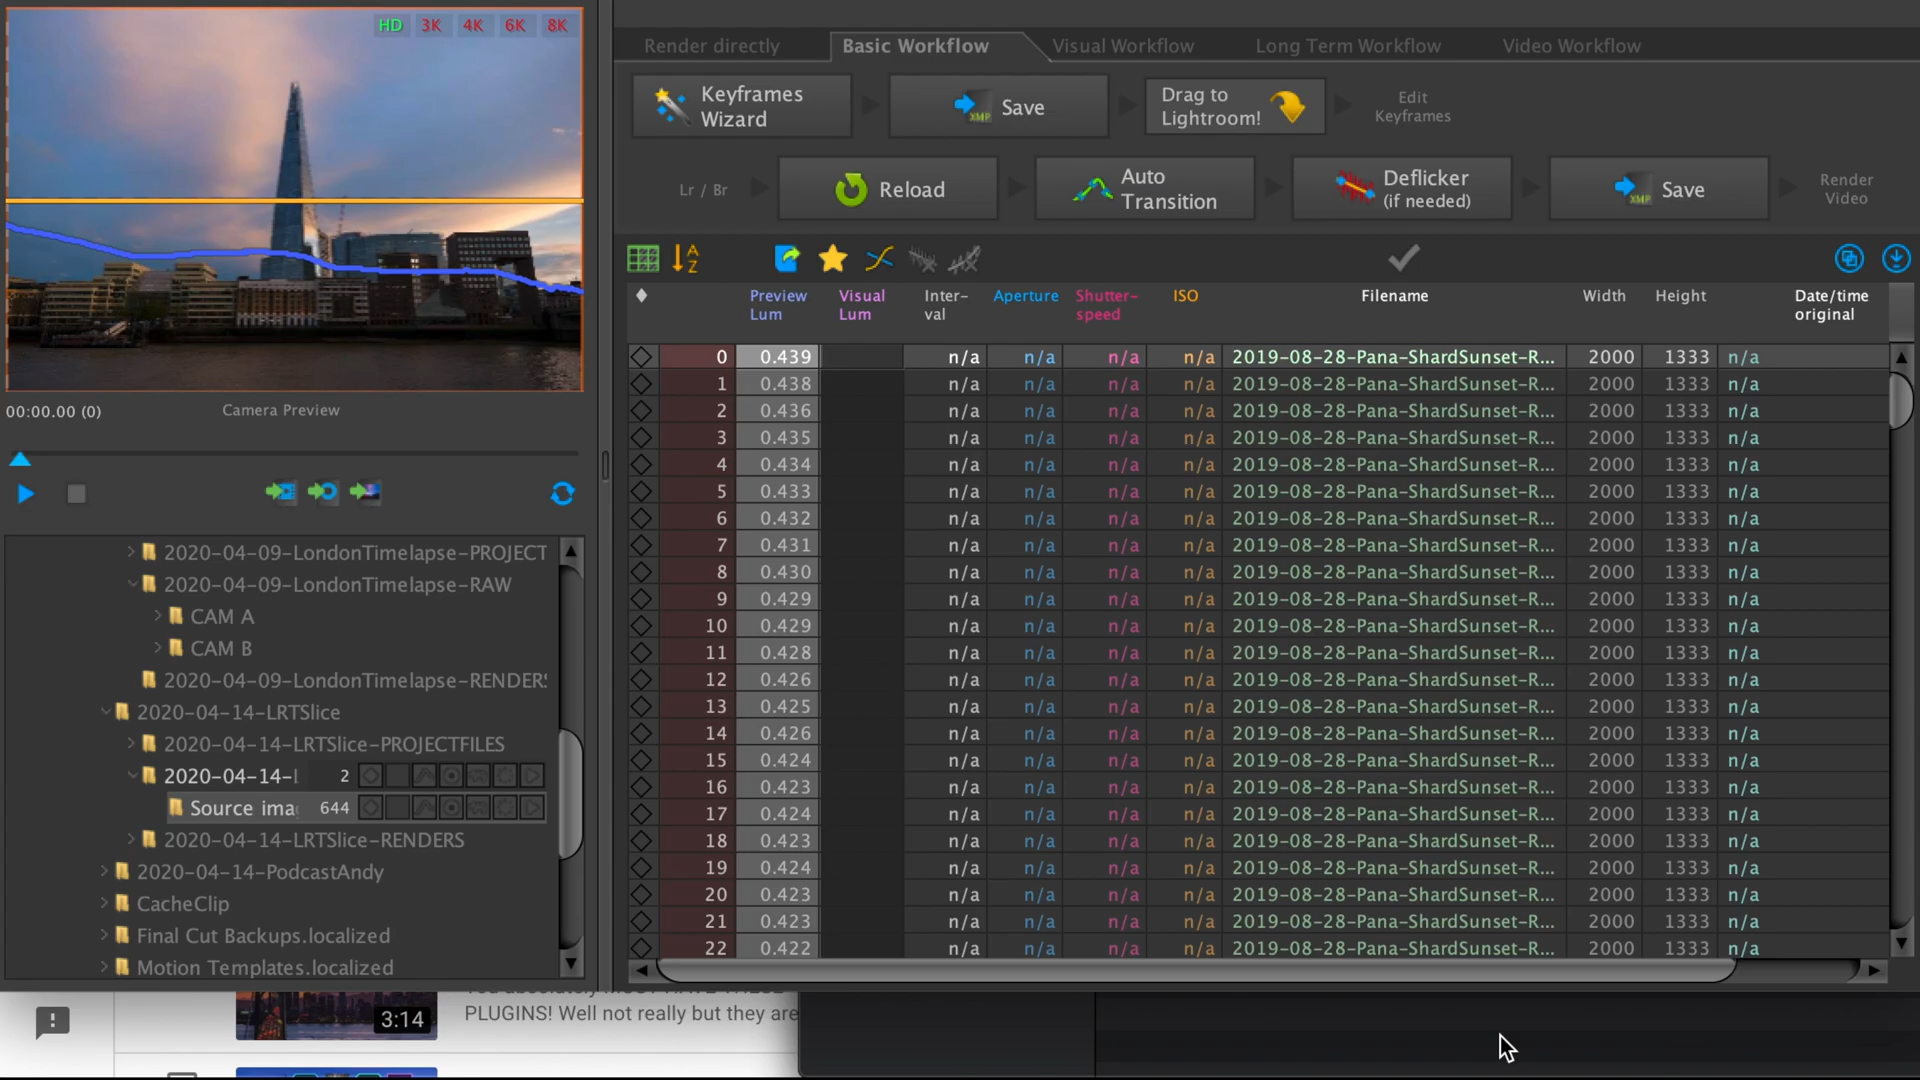 HD 3K 4K 6K 8K
00:00.00 (0) Camera Preview
Render directly Basic Workflow Visual Workflow Long Term Workflow Video Workflow
Keyframes Wizard
XMP Save
Drag to Lightroom!
Edit Keyframes
Lr / Br
Reload
Auto Transition
Deflicker (if needed)
XMP Save
Render Video
A Z
Preview Lum Visual Lum Inter-val Aperture Shutter-speed ISO Filename Width Height Date/time original
0 0.439 n/a n/a n/a n/a 2019-08-28-Pana-ShardSunset-R... 2000 1333 n/a
1 0.438 n/a n/a n/a n/a 2019-08-28-Pana-ShardSunset-R... 2000 1333 n/a
2 0.436 n/a n/a n/a n/a 2019-08-28-Pana-ShardSunset-R... 2000 1333 n/a
3 0.435 n/a n/a n/a n/a 2019-08-28-Pana-ShardSunset-R... 2000 1333 n/a
4 0.434 n/a n/a n/a n/a 2019-08-28-Pana-ShardSunset-R... 2000 1333 n/a
5 0.433 n/a n/a n/a n/a 2019-08-28-Pana-ShardSunset-R... 2000 1333 n/a
6 0.432 n/a n/a n/a n/a 2019-08-28-Pana-ShardSunset-R... 2000 1333 n/a
7 0.431 n/a n/a n/a n/a 2019-08-28-Pana-ShardSunset-R... 2000 1333 n/a
8 0.430 n/a n/a n/a n/a 2019-08-28-Pana-ShardSunset-R... 2000 1333 n/a
9 0.429 n/a n/a n/a n/a 2019-08-28-Pana-ShardSunset-R... 2000 1333 n/a
10 0.429 n/a n/a n/a n/a 2019-08-28-Pana-ShardSunset-R... 2000 1333 n/a
11 0.428 n/a n/a n/a n/a 2019-08-28-Pana-ShardSunset-R... 2000 1333 n/a
12 0.426 n/a n/a n/a n/a 2019-08-28-Pana-ShardSunset-R... 2000 1333 n/a
13 0.425 n/a n/a n/a n/a 2019-08-28-Pana-ShardSunset-R... 2000 1333 n/a
14 0.426 n/a n/a n/a n/a 2019-08-28-Pana-ShardSunset-R... 2000 1333 n/a
15 0.424 n/a n/a n/a n/a 2019-08-28-Pana-ShardSunset-R... 2000 1333 n/a
16 0.423 n/a n/a n/a n/a 2019-08-28-Pana-ShardSunset-R... 2000 1333 n/a
17 0.424 n/a n/a n/a n/a 2019-08-28-Pana-ShardSunset-R... 2000 1333 n/a
18 0.423 n/a n/a n/a n/a 2019-08-28-Pana-ShardSunset-R... 2000 1333 n/a
19 0.424 n/a n/a n/a n/a 2019-08-28-Pana-ShardSunset-R... 2000 1333 n/a
20 0.423 n/a n/a n/a n/a 2019-08-28-Pana-ShardSunset-R... 2000 1333 n/a
21 0.423 n/a n/a n/a n/a 2019-08-28-Pana-ShardSunset-R... 2000 1333 n/a
22 0.422 n/a n/a n/a n/a 2019-08-28-Pana-ShardSunset-R... 2000 1333 n/a
2020-04-09-LondonTimelapse-PROJECT
2020-04-09-LondonTimelapse-RAW
CAM A
CAM B
2020-04-09-LondonTimelapse-RENDERS
2020-04-14-LRTSlice
2020-04-14-LRTSlice-PROJECTFILES
2020-04-14-l 2
Source ima 644
2020-04-14-LRTSlice-RENDERS
2020-04-14-PodcastAndy
CacheClip
Final Cut Backups.localized
Motion Templates.localized
3:14
PLUGINS! Well not really but they are